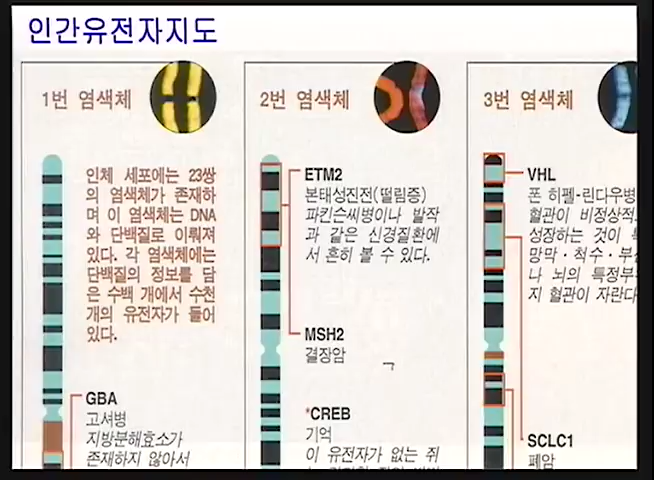 인간유전자지도
1번 염색체
인체 세포에는 23쌍
의 염색체가 존재하
며 이 염색체는 DNA
와 단백질로 이뤄져
있다. 각 염색체에는
단백질의 정보를 담
은 수백 개에서 수천
개의 유전자가 들어
있다.
GBA
고셔병
지방분해효소가
존재하지 않아서
2번 염색체
ETM2
본태성진전(떨림증)
파킨슨씨병이나 발작
과 같은 신경질환에
서 흔히 볼 수 있다.
MSH2
결장암
ㄱ
*CREB
기억
이 유전자가 없는 쥐
3번 염색체
VHL
폰 히펠-린다우병
혈관이 비정상적
성장하는 것이
망막·척수·부
나 뇌의 특정부
지 혈관이 자란다
SCLC1
폐암